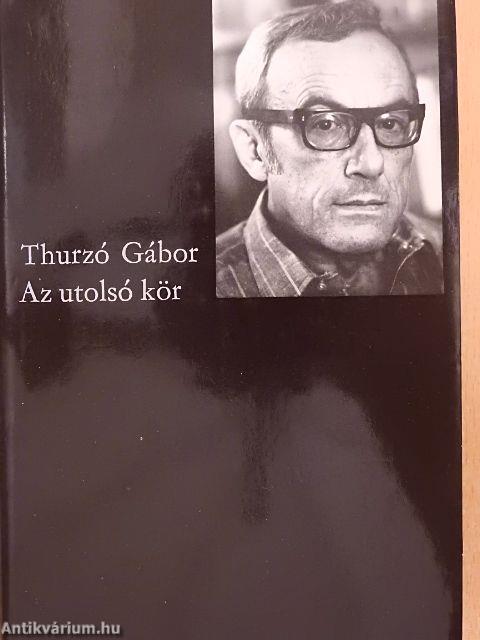 Thurzó Gábor
Az utolsó kör
Antikvárium.hu